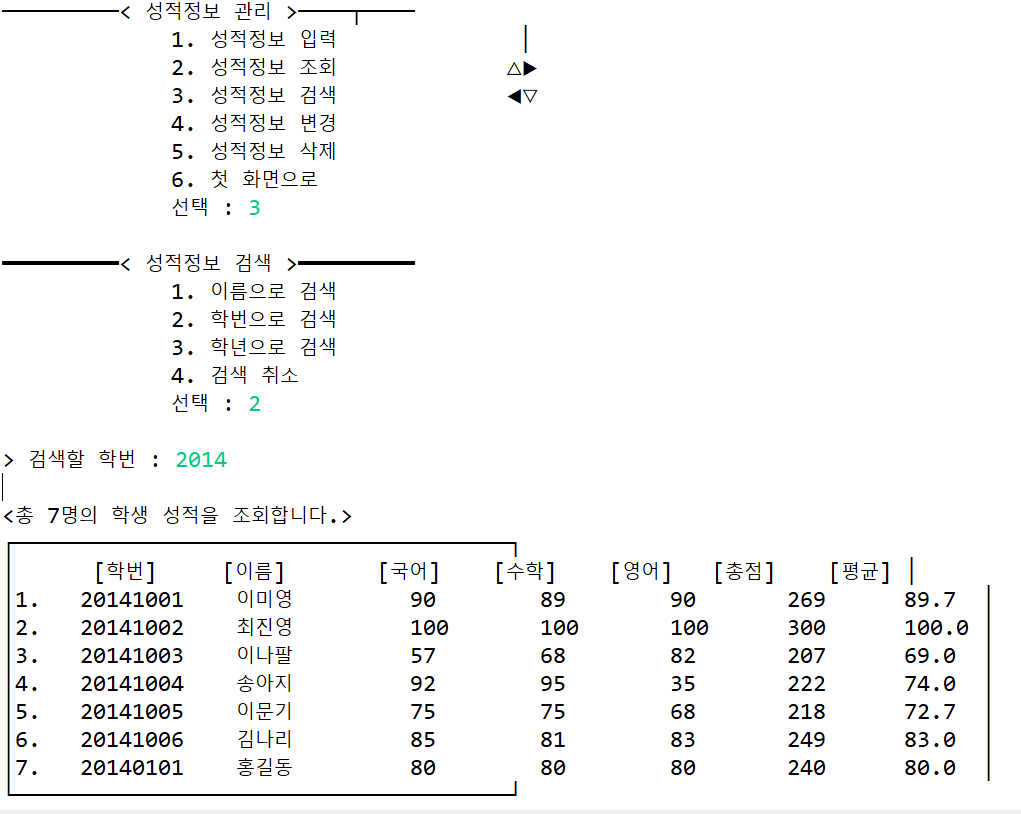 < 성적정보 관리 >
1. 성적정보 입력
2. 성적정보 조회 △▶
3. 성적정보 검색 ◀▽
4. 성적정보 변경
5. 성적정보 삭제
6. 첫 화면으로
선택 : 3
< 성적정보 검색 >
1. 이름으로 검색
2. 학번으로 검색
3. 학년으로 검색
4. 검색 취소
선택 : 2
> 검색할 학번 : 2014
<총 7명의 학생 성적을 조회합니다.>
[학번] [이름] [국어] [수학] [영어] [총점] [평균]
1. 20141001 이미영 90 89 90 269 89.7
2. 20141002 최진영 100 100 100 300 100.0
3. 20141003 이나팔 57 68 82 207 69.0
4. 20141004 송아지 92 95 35 222 74.0
5. 20141005 이문기 75 75 68 218 72.7
6. 20141006 김나리 85 81 83 249 83.0
7. 20140101 홍길동 80 80 80 240 80.0